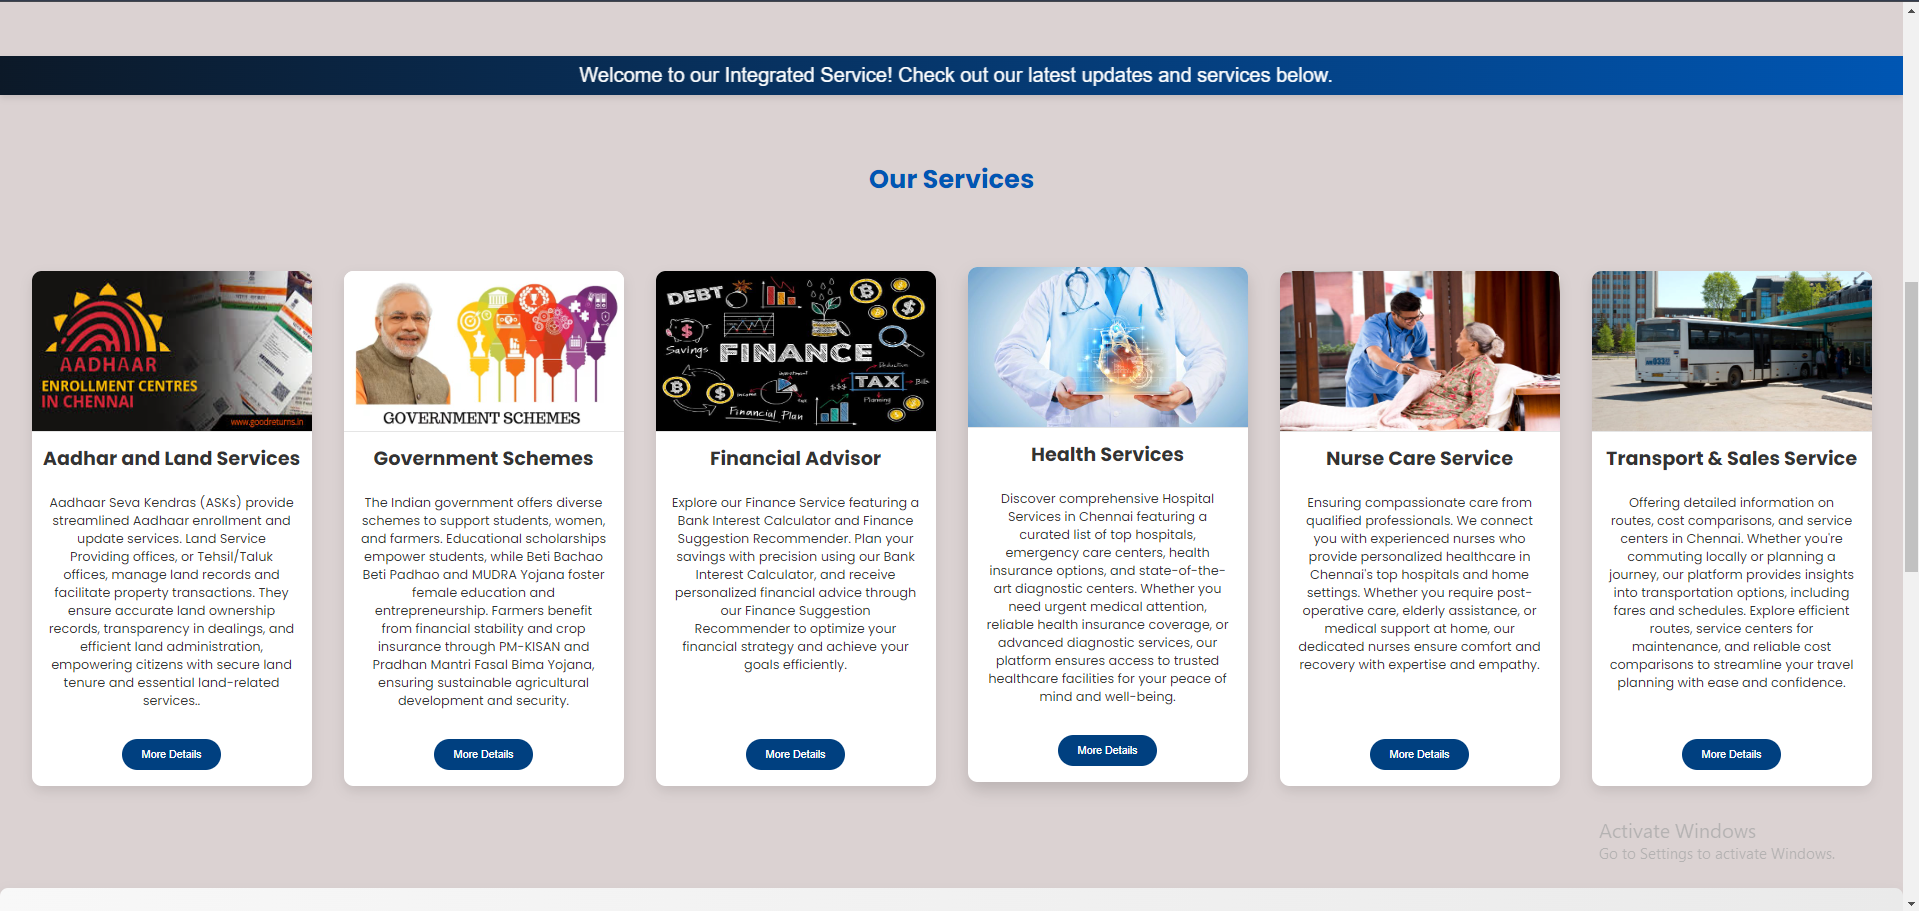 Welcome to our Integrated Service! Check out our latest updates and services below.
Our Services
AADHAAR
ENROLLMENT CENTRES
IN CHENNAI
www.goodreturns.in
Aadhar and Land Services
Aadhaar Seva Kendras (ASKs) provide
streamlined Aadhaar enrollment and
update services. Land Service
Providing offices, or Tehsil/Taluk
offices, manage land records and
facilitate property transactions. They
ensure accurate land ownership
records, transparency in dealings, and
efficient land administration,
empowering citizens with secure land
tenure and essential land-related
services..
More Details
GOVERNMENT SCHEMES
Government Schemes
The Indian government offers diverse
schemes to support students, women,
and farmers. Educational scholarships
empower students, while Beti Bachao
Beti Padhao and MUDRA Yojana foster
female education and
entrepreneurship. Farmers benefit
from financial stability and crop
insurance through PM-KISAN and
Pradhan Mantri Fasal Bima Yojana,
ensuring sustainable agricultural
development and security.
More Details
DEBT
Savings
FINANCE
Deduction
investment
$$$ TAX Bills
income
Tax
Planning
Financial Plan
Financial Advisor
Explore our Finance Service featuring a
Bank Interest Calculator and Finance
Suggestion Recommender. Plan your
savings with precision using our Bank
Interest Calculator, and receive
personalized financial advice through
our Finance Suggestion
Recommender to optimize your
financial strategy and achieve your
goals efficiently.
More Details
Health Services
Discover comprehensive Hospital
Services in Chennai featuring a
curated list of top hospitals,
emergency care centers, health
insurance options, and state-of-the-
art diagnostic centers. Whether you
need urgent medical attention,
reliable health insurance coverage, or
advanced diagnostic services, our
platform ensures access to trusted
healthcare facilities for your peace of
mind and well-being.
More Details
Nurse Care Service
Ensuring compassionate care from
qualified professionals. We connect
you with experienced nurses who
provide personalized healthcare in
Chennai's top hospitals and home
settings. Whether you require post-
operative care, elderly assistance, or
medical support at home, our
dedicated nurses ensure comfort and
recovery with expertise and empathy.
More Details
Transport & Sales Service
Offering detailed information on
routes, cost comparisons, and service
centers in Chennai. Whether you're
commuting locally or planning a
journey, our platform provides insights
into transportation options, including
fares and schedules. Explore efficient
routes, service centers for
maintenance, and reliable cost
comparisons to streamline your travel
planning with ease and confidence.
More Details
Activate Windows
Go to Settings to activate Windows.